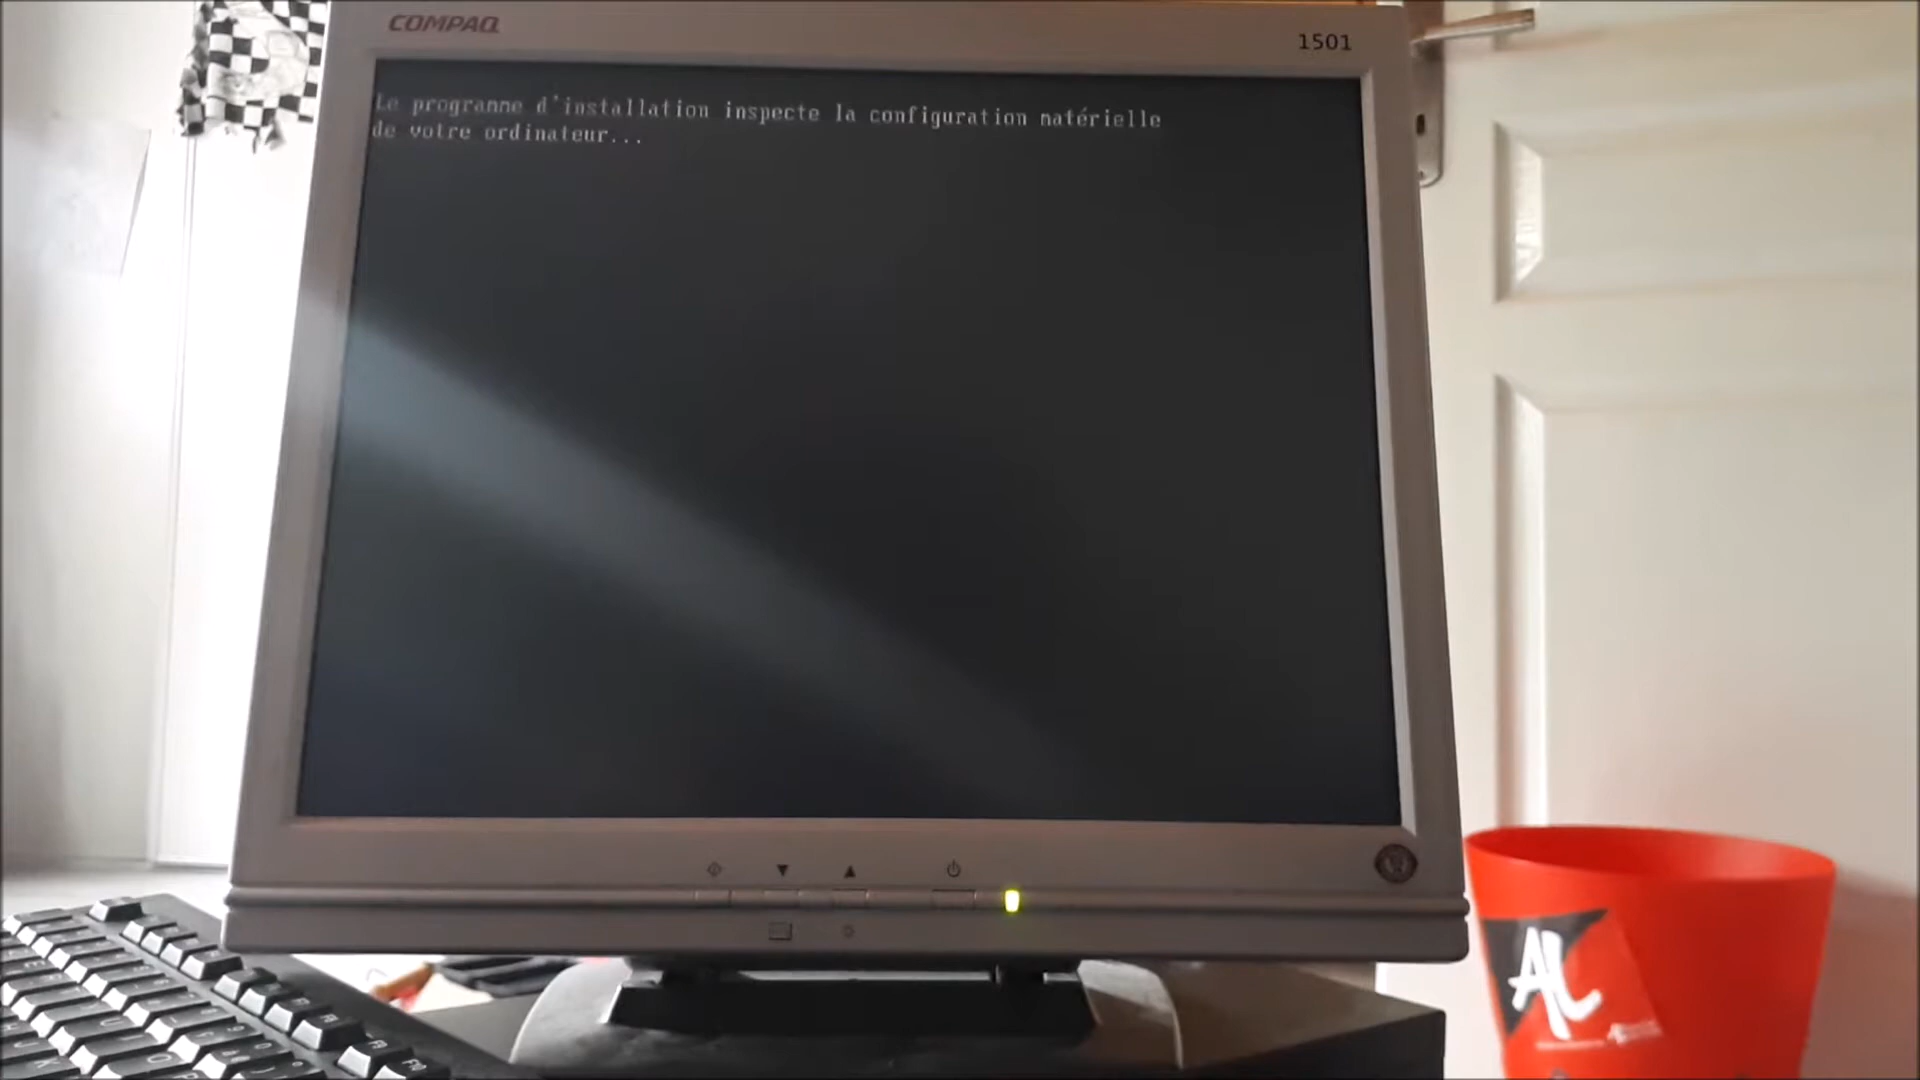 COMPAQ
1501
Le programme d'installation inspecte la configuration matérielle
de votre ordinateur...
AL